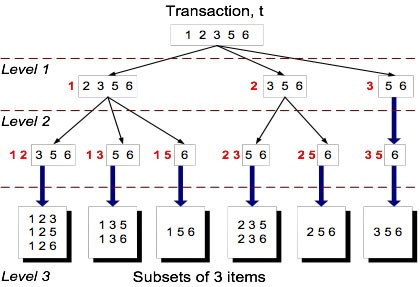 Transaction, t
1 2 3 5 6
Level 1
1 2 3 5 6
2 3 5 6
3 5 6
Level 2
1 2 3 5 6
1 3 5 6
1 5 6
2 3 5 6
2 5 6
3 5 6
1 2 3
1 2 5
1 2 6
1 3 5
1 3 6
1 5 6
2 3 5
2 3 6
2 5 6
3 5 6
Level 3
Subsets of 3 items